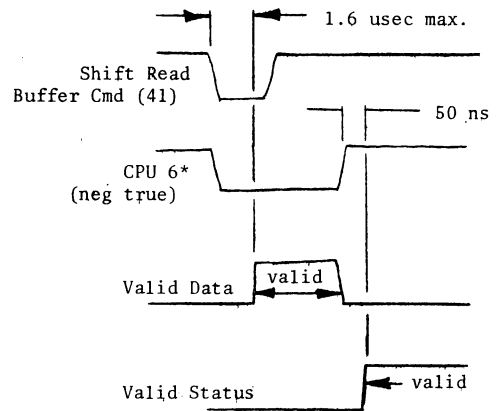 1.6 usec max.
Shift Read
Buffer Cmd (41)
50 ns
CPU 6*
(neg true)
valid
Valid Data
valid
Valid Status